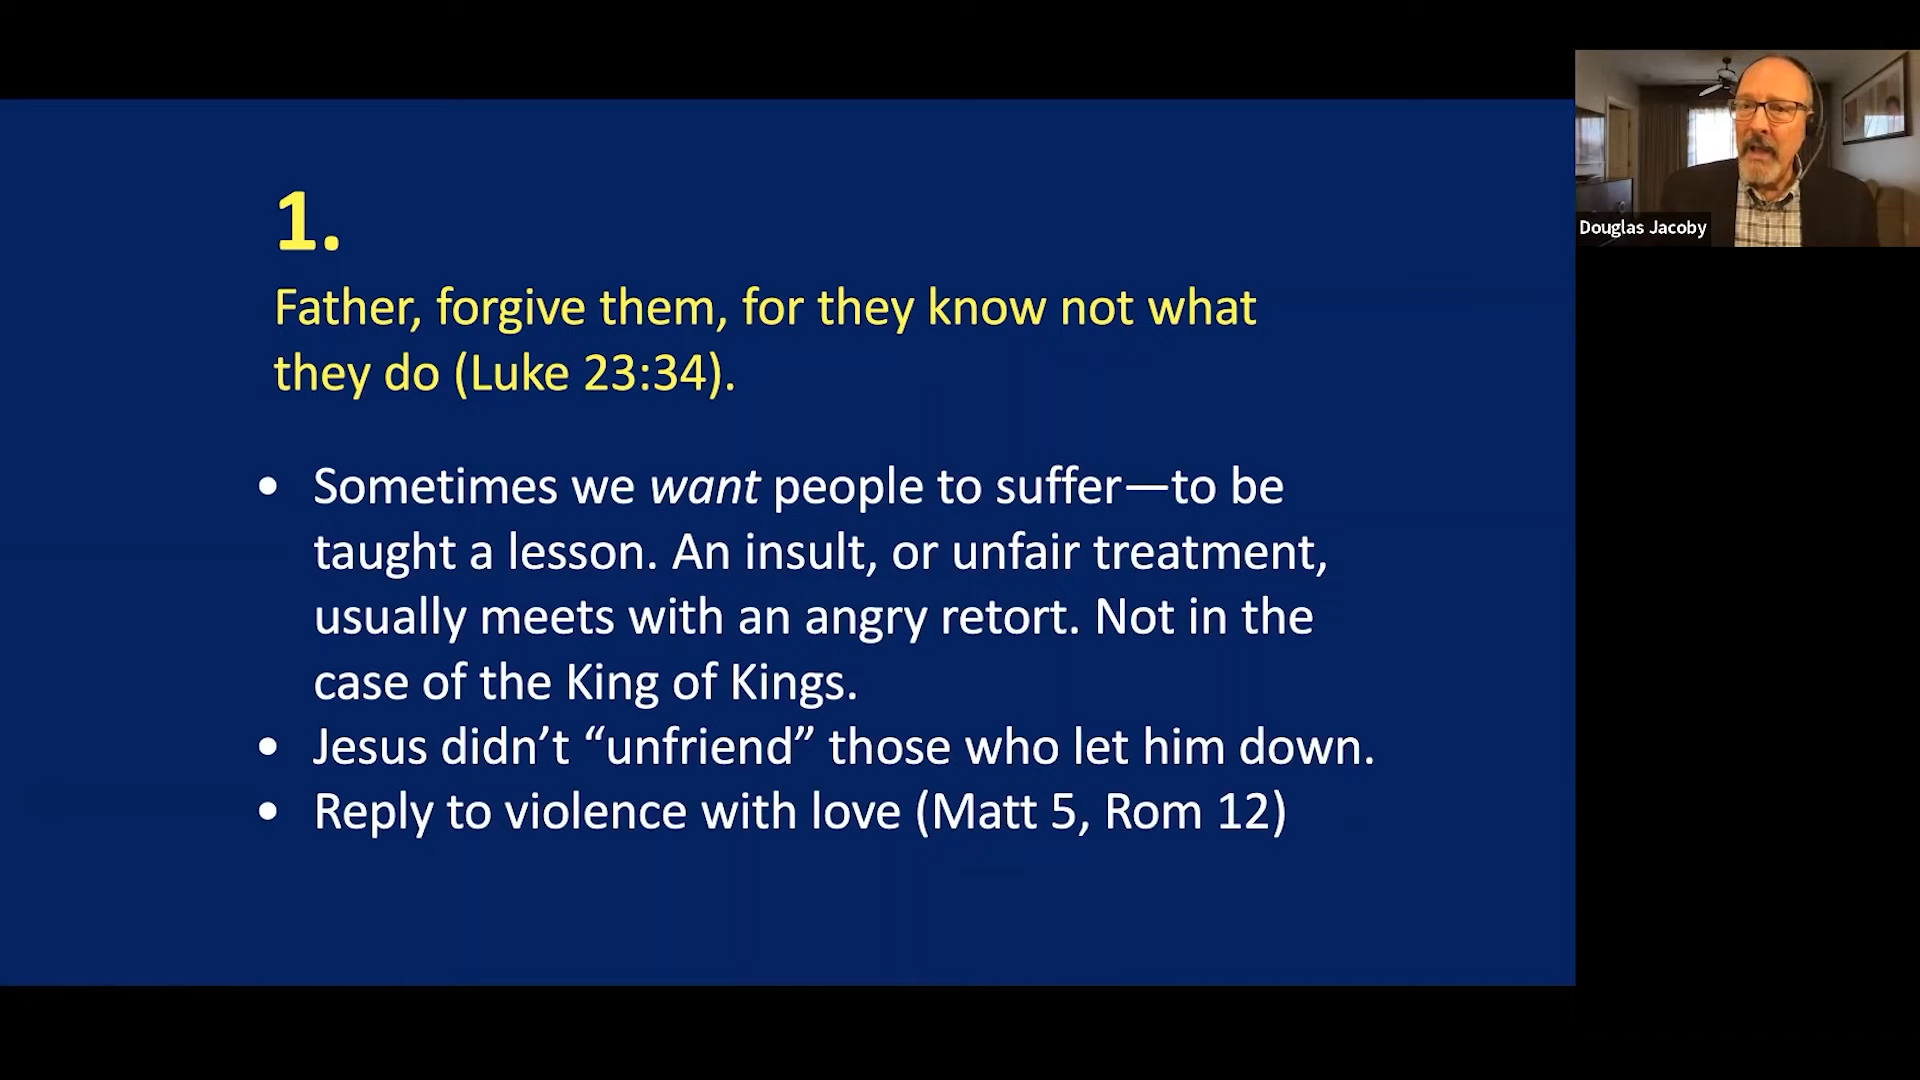 1.
Father, forgive them, for they know not what
they do (Luke 23:34).
• Sometimes we want people to suffer—to be
taught a lesson. An insult, or unfair treatment,
usually meets with an angry retort. Not in the
case of the King of Kings.
• Jesus didn’t “unfriend” those who let him down.
• Reply to violence with love (Matt 5, Rom 12)
Douglas Jacoby